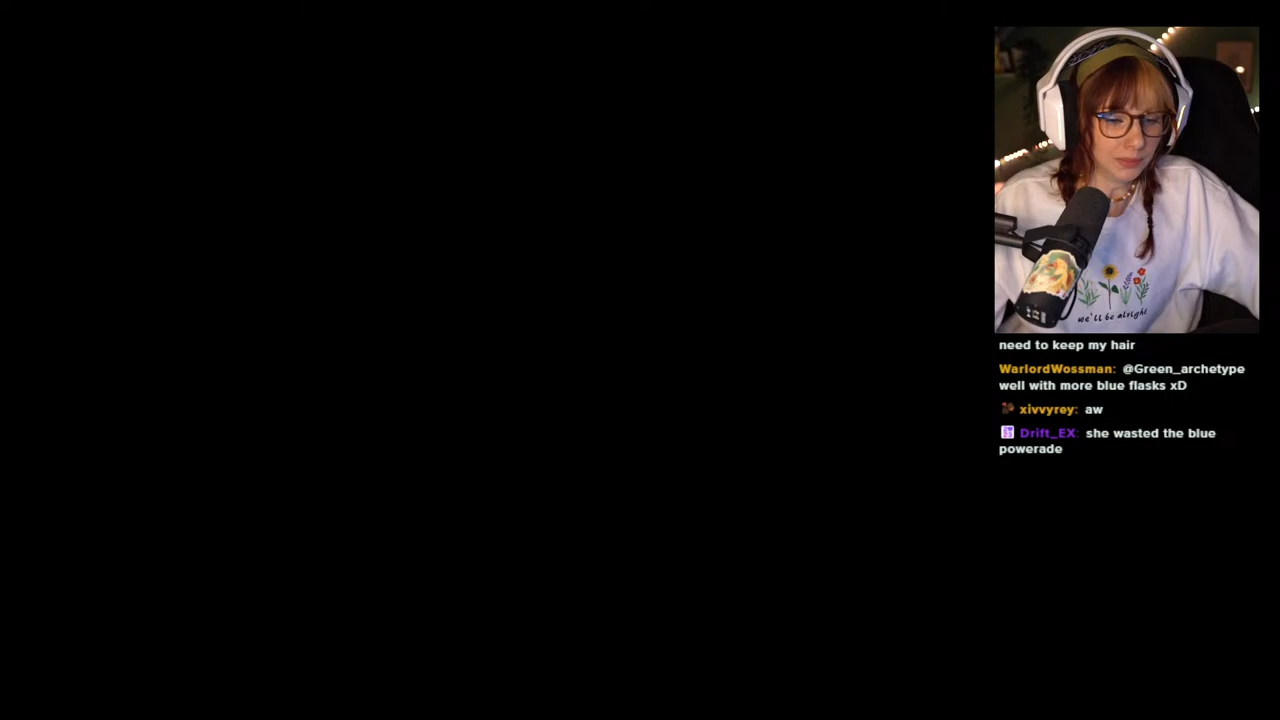 we'll be alright
need to keep my hair
WarlordWossman: @Green_archetype
well with more blue flasks xD
xivvyrey: aw
Drift_EX: she wasted the blue
powerade